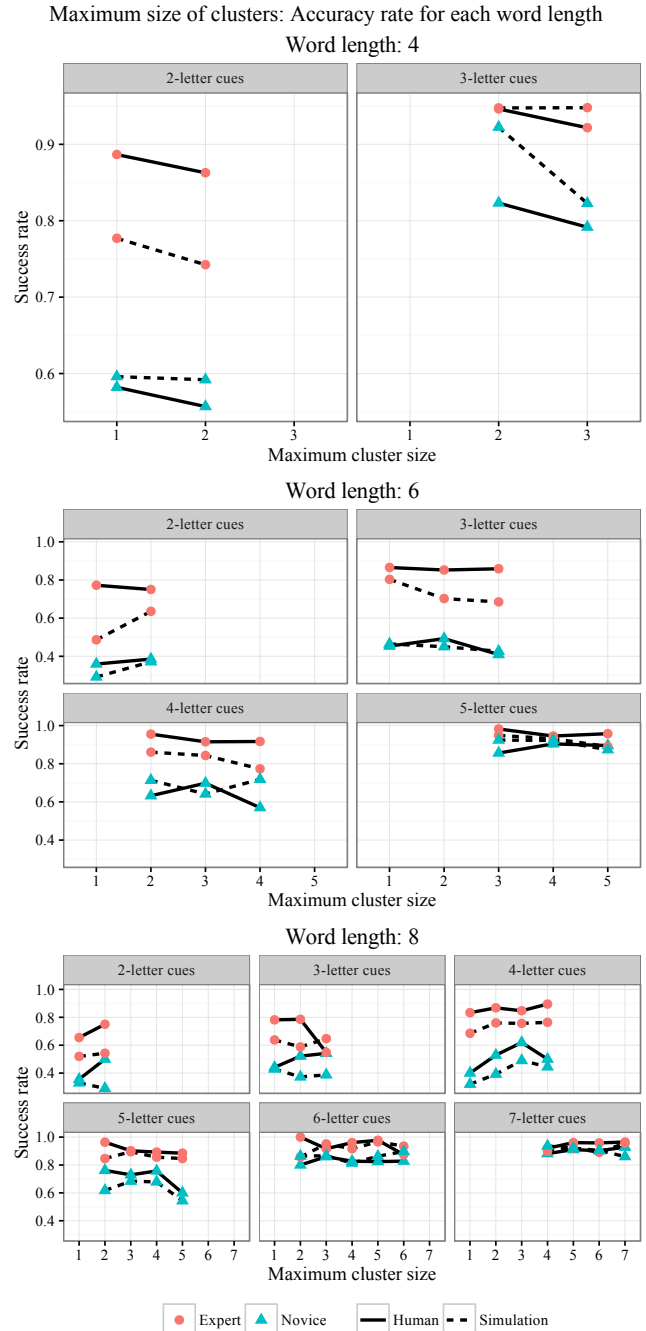 Maximum size of clusters: Accuracy rate for each word length
Word length: 4
2-letter cues
3-letter cues
0.9
0.8
0.7
0.6
Success rate
1
2
3
1
2
3
Maximum cluster size
Word length: 6
2-letter cues
3-letter cues
1.0
0.8
0.6
0.4
Success rate
4-letter cues
5-letter cues
1.0
0.8
0.6
0.4
1
2
3
4
5
1
2
3
4
5
Maximum cluster size
Word length: 8
2-letter cues
3-letter cues
4-letter cues
1.0
0.8
0.6
0.4
Success rate
5-letter cues
6-letter cues
7-letter cues
1.0
0.8
0.6
0.4
1
2
3
4
5
6
7
1
2
3
4
5
6
7
1
2
3
4
5
6
7
Maximum cluster size
Expert
Novice
Human
Simulation